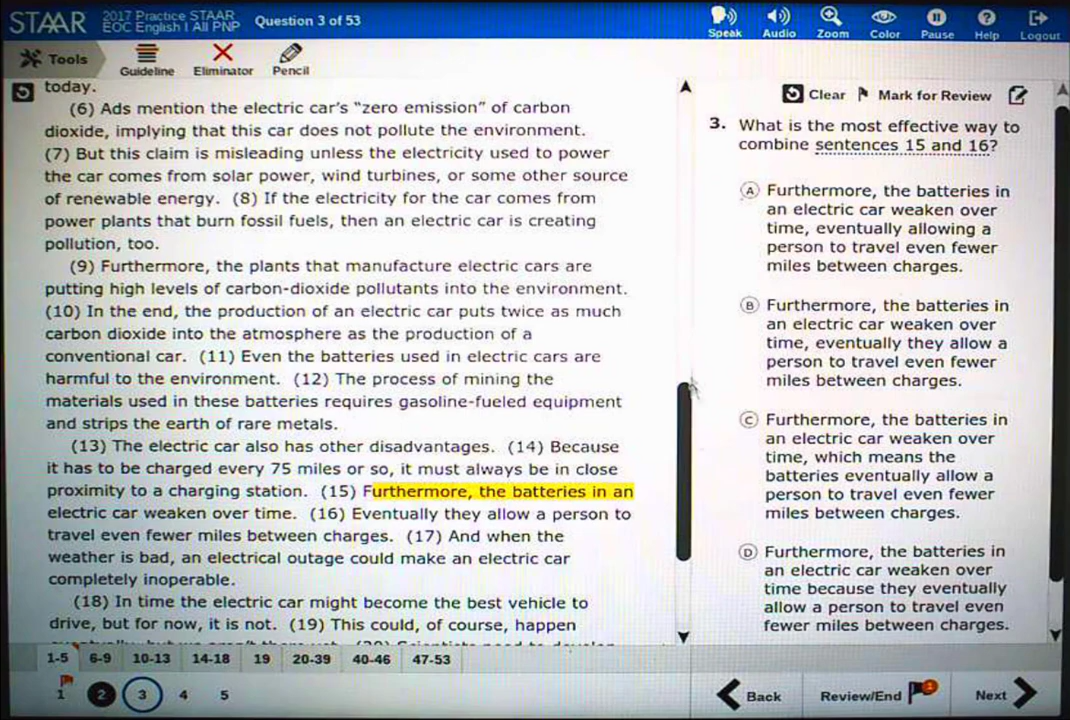 STAAR 2017 Practice STAAR Question 3 of 53
EOC English I All PNP
Speak Audio Zoom Color Pause Help Logout
Tools Guideline Eliminator Pencil
today.
(6) Ads mention the electric car's "zero emission" of carbon
dioxide, implying that this car does not pollute the environment.
(7) But this claim is misleading unless the electricity used to power
the car comes from solar power, wind turbines, or some other source
of renewable energy. (8) If the electricity for the car comes from
power plants that burn fossil fuels, then an electric car is creating
pollution, too.
(9) Furthermore, the plants that manufacture electric cars are
putting high levels of carbon-dioxide pollutants into the environment.
(10) In the end, the production of an electric car puts twice as much
carbon dioxide into the atmosphere as the production of a
conventional car. (11) Even the batteries used in electric cars are
harmful to the environment. (12) The process of mining the
materials used in these batteries requires gasoline-fueled equipment
and strips the earth of rare metals.
(13) The electric car also has other disadvantages. (14) Because
it has to be charged every 75 miles or so, it must always be in close
proximity to a charging station. (15) Furthermore, the batteries in an
electric car weaken over time. (16) Eventually they allow a person to
travel even fewer miles between charges. (17) And when the
weather is bad, an electrical outage could make an electric car
completely inoperable.
(18) In time the electric car might become the best vehicle to
drive, but for now, it is not. (19) This could, of course, happen
Clear Mark for Review
3. What is the most effective way to
combine sentences 15 and 16?
A Furthermore, the batteries in
an electric car weaken over
time, eventually allowing a
person to travel even fewer
miles between charges.
B Furthermore, the batteries in
an electric car weaken over
time, eventually they allow a
person to travel even fewer
miles between charges.
C Furthermore, the batteries in
an electric car weaken over
time, which means the
batteries eventually allow a
person to travel even fewer
miles between charges.
D Furthermore, the batteries in
an electric car weaken over
time because they eventually
allow a person to travel even
fewer miles between charges.
1-5 6-9 10-13 14-18 19 20-39 40-46 47-53
1 2 3 4 5
Back Review/End 1 Next